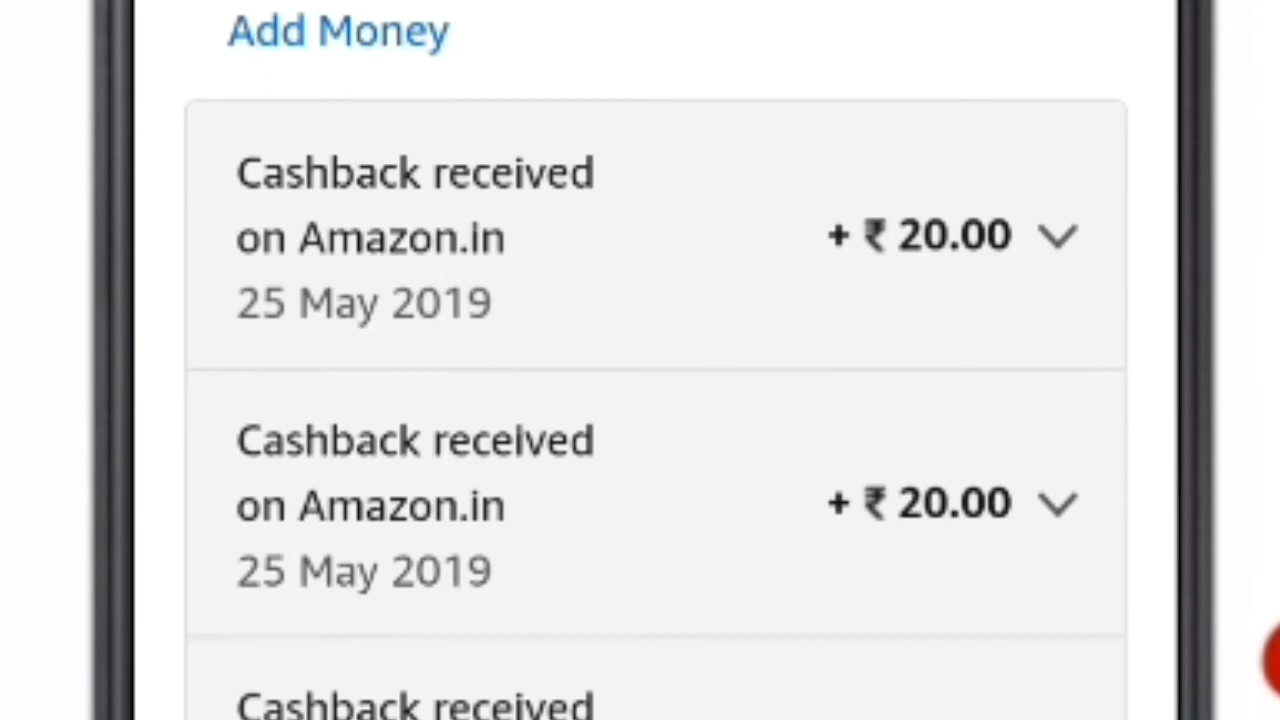 Add Money
Cashback received
on Amazon.in
25 May 2019
+ ₹ 20.00
Cashback received
on Amazon.in
25 May 2019
+ ₹ 20.00
Cashback received